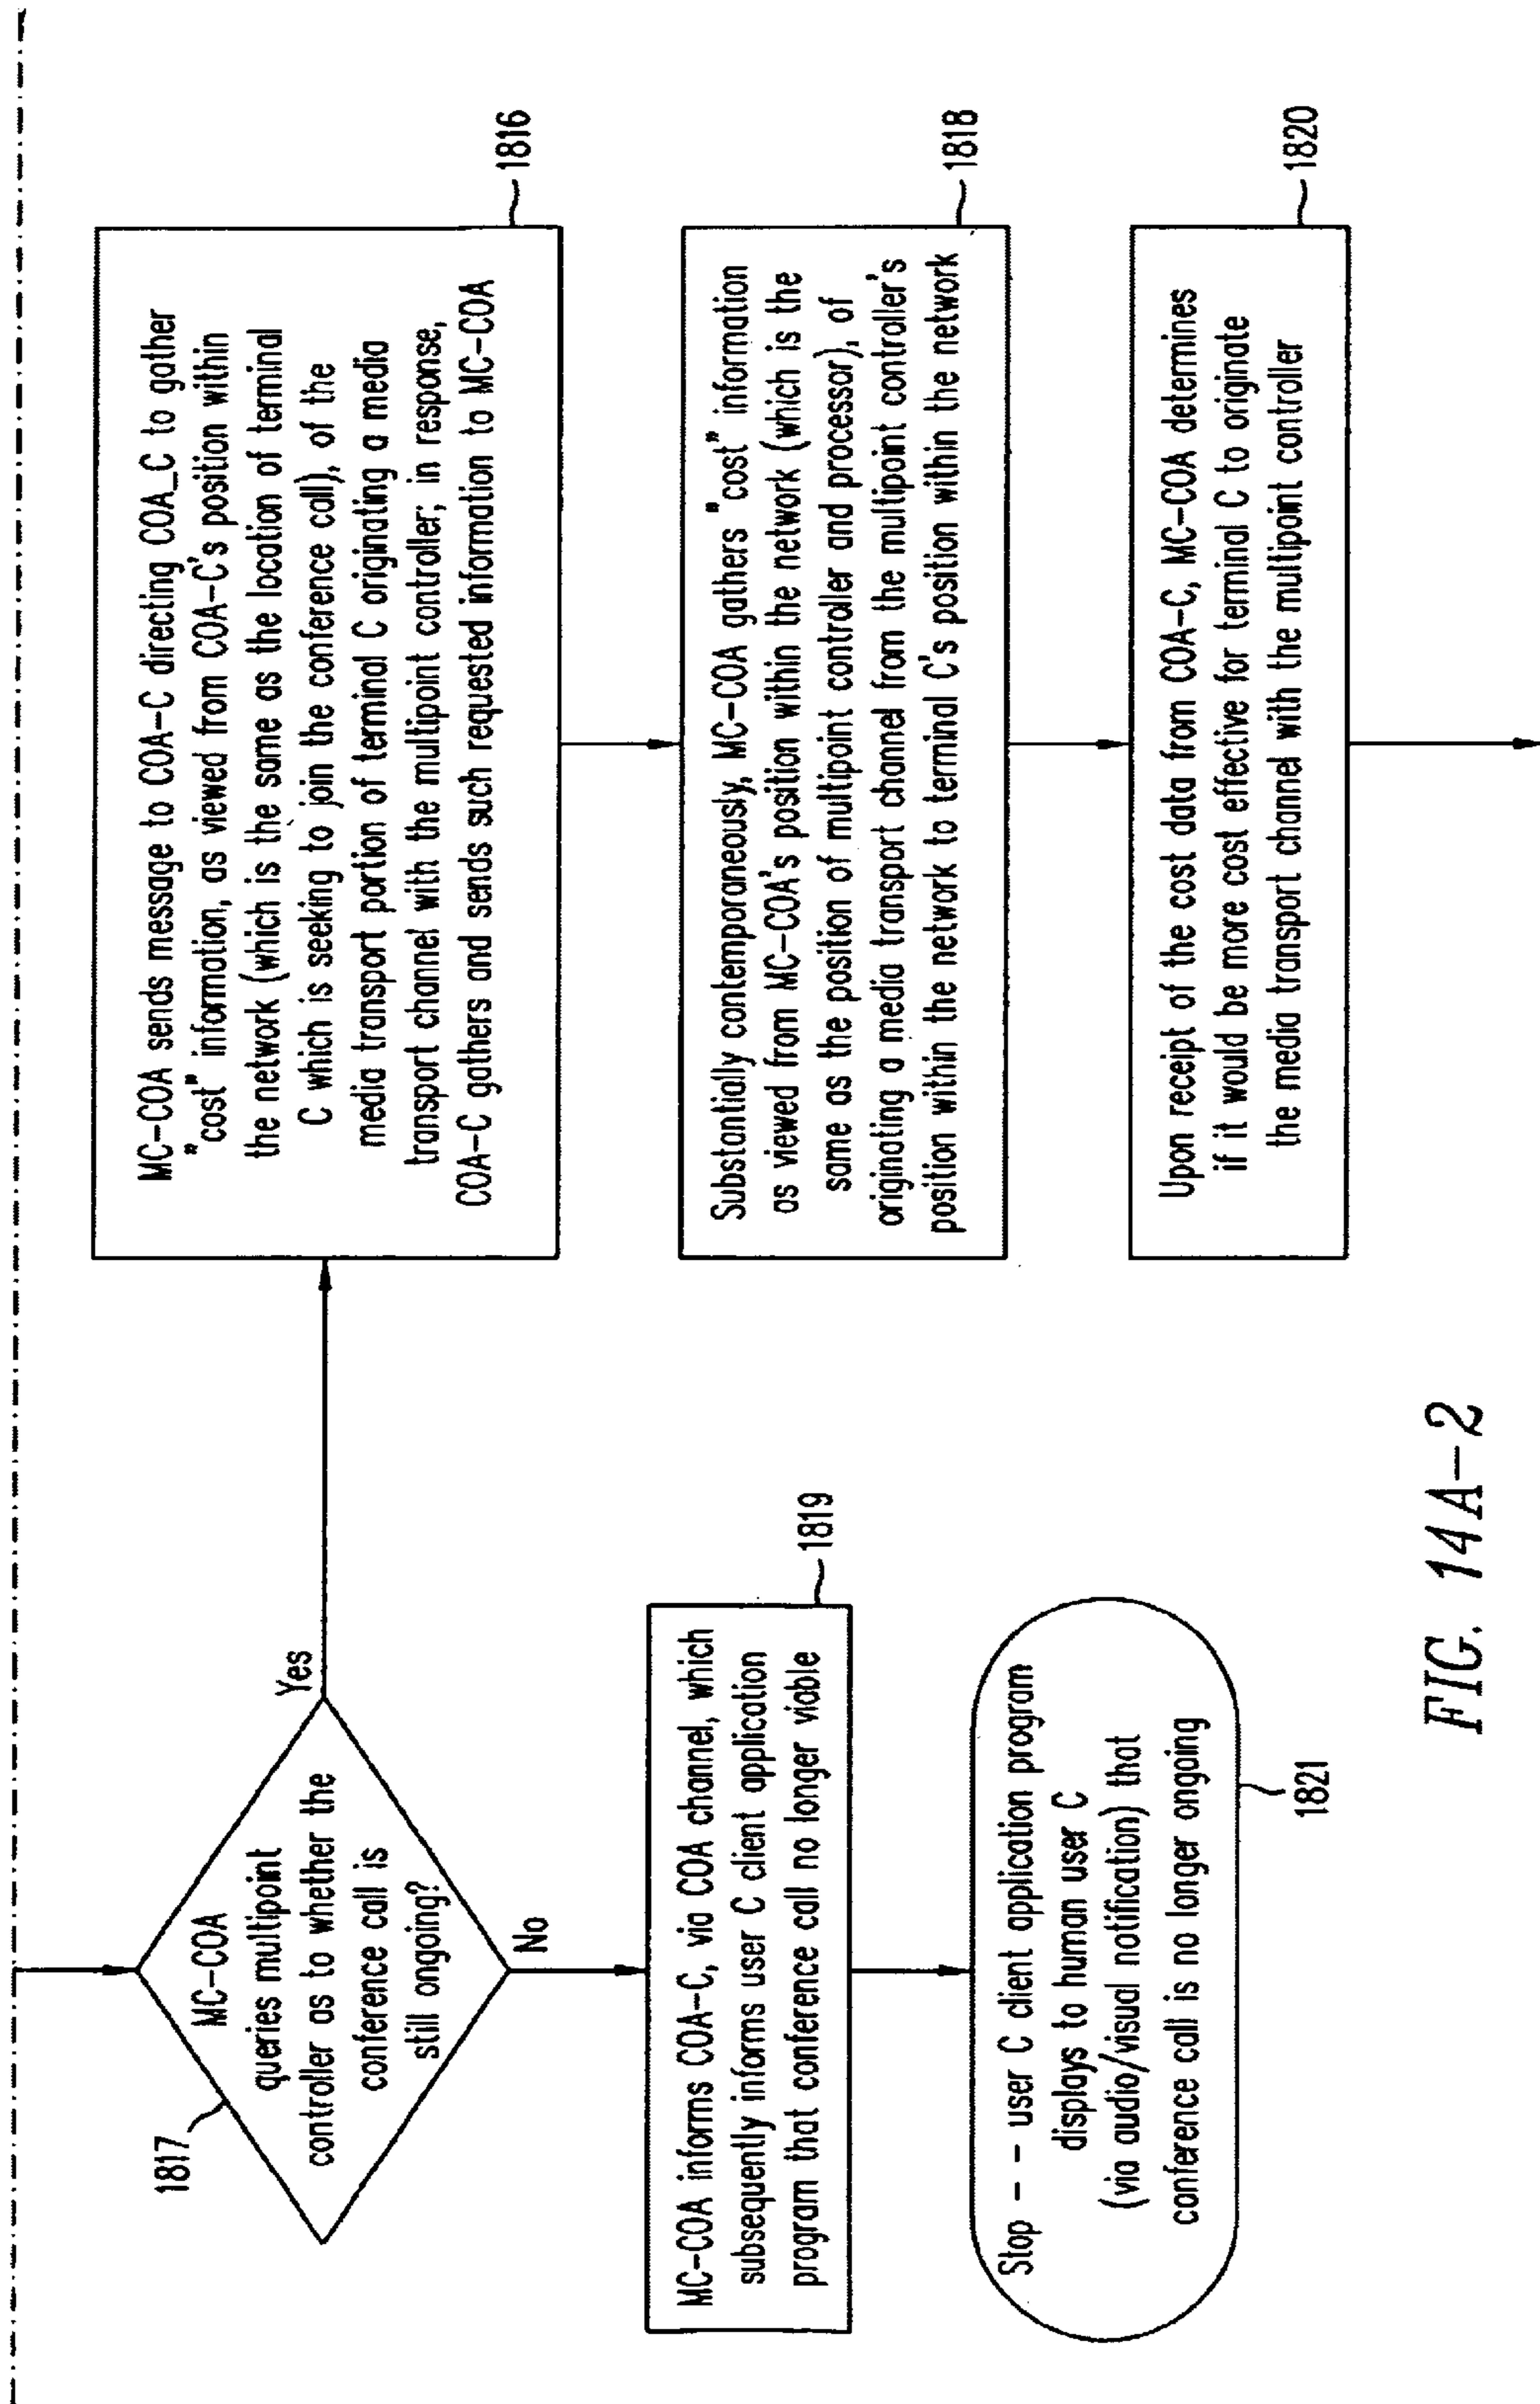 MC-COA
queries multipoint
controller as to whether the
conference call is
still ongoing?
1817
Yes
No
MC-COA sends message to COA-C directing COA_C to gather
"cost" information, as viewed from COA-C's position within
the network (which is the same as the location of terminal
C which is seeking to join the conference call), of the
media transport portion of terminal C originating a media
transport channel with the multipoint controller; in response,
COA-C gathers and sends such requested information to MC-COA
1816
Substantially contemporaneously, MC-COA gathers "cost" information
as viewed from MC-COA's position within the network (which is the
same as the position of multipoint controller and processor), of
originating a media transport channel from the multipoint controller's
position within the network to terminal C's position within the network
1818
Upon receipt of the cost data from COA-C, MC-COA determines
if it would be more cost effective for terminal C to originate
the media transport channel with the multipoint controller
1820
MC-COA informs COA-C, via COA channel, which
subsequently informs user C client application
program that conference call no longer viable
1819
Stop - - user C client application program
displays to human user C
(via audio/visual notification) that
conference call is no longer ongoing
1821
FIG. 14A-2